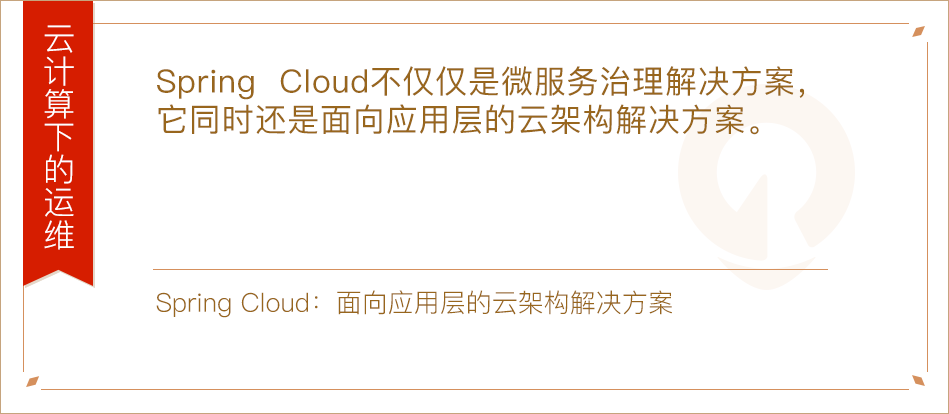 云计算下的运维
Spring Cloud不仅仅是微服务治理解决方案，
它同时还是面向应用层的云架构解决方案。
Spring Cloud：面向应用层的云架构解决方案